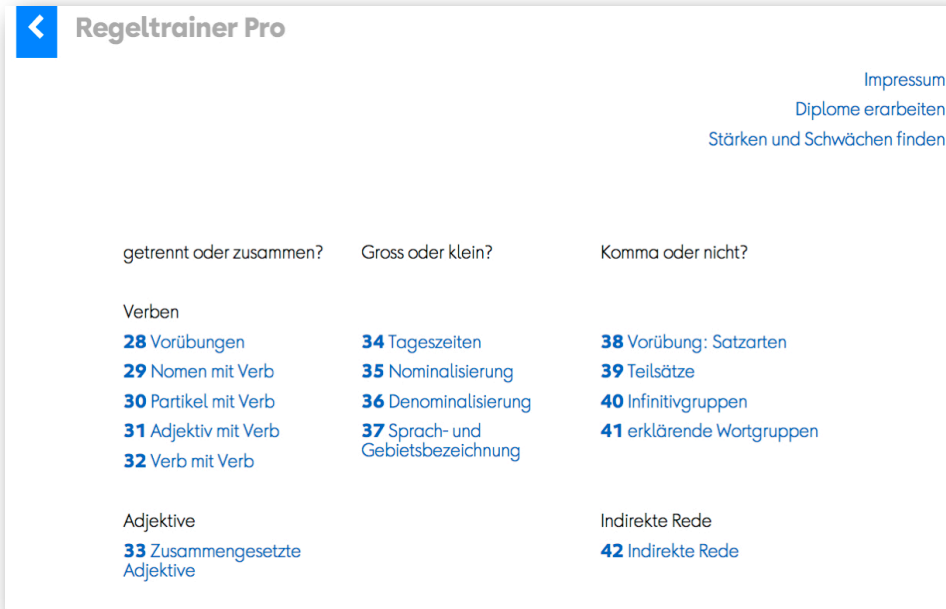 Regeltrainer Pro
Impressum
Diplome erarbeiten
Stärken und Schwächen finden
getrennt oder zusammen?
Verben
28 Vorübungen
29 Nomen mit Verb
30 Partikel mit Verb
31 Adjektiv mit Verb
32 Verb mit Verb
Adjektive
33 Zusammengesetzte
Adjektive
Gross oder klein?
34 Tageszeiten
35 Nominalisierung
36 Denominalisierung
37 Sprach- und
Gebietsbezeichnung
Komma oder nicht?
38 Vorübung: Satzarten
39 Teilsätze
40 Infinitivgruppen
41 erklärende Wortgruppen
Indirekte Rede
42 Indirekte Rede